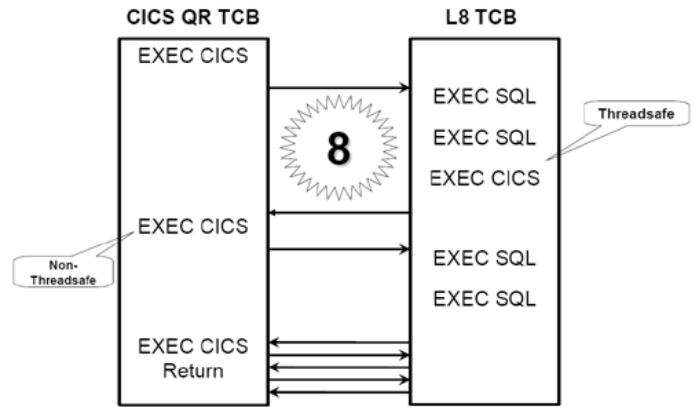 CICS QR TCB
L8 TCB
EXEC CICS
EXEC SQL
EXEC SQL
Threadsafe
8
EXEC CICS
EXEC CICS
Non-
Threadsafe
EXEC SQL
EXEC SQL
EXEC CICS
Return